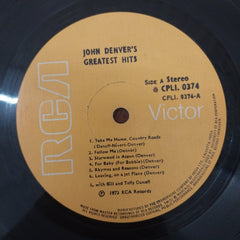 JOHN DENVER'S
GREATEST HITS
SIDE A Stereo
CPL1. 0374
CPL1. 0374-A
RCA
Victor
1. Take Me Home, Country Roads
(Danoff-Nivert-Denver)
2. Follow Me (Denver)
3. Starwood in Aspen (Denver)
4. For Baby (For Bobbie) (Denver)
5. Rhymes and Reasons (Denver)
6. Leaving, on a Jet Plane (Denver)
with Bill and Taffy Danoff
℗ 1973 RCA Records